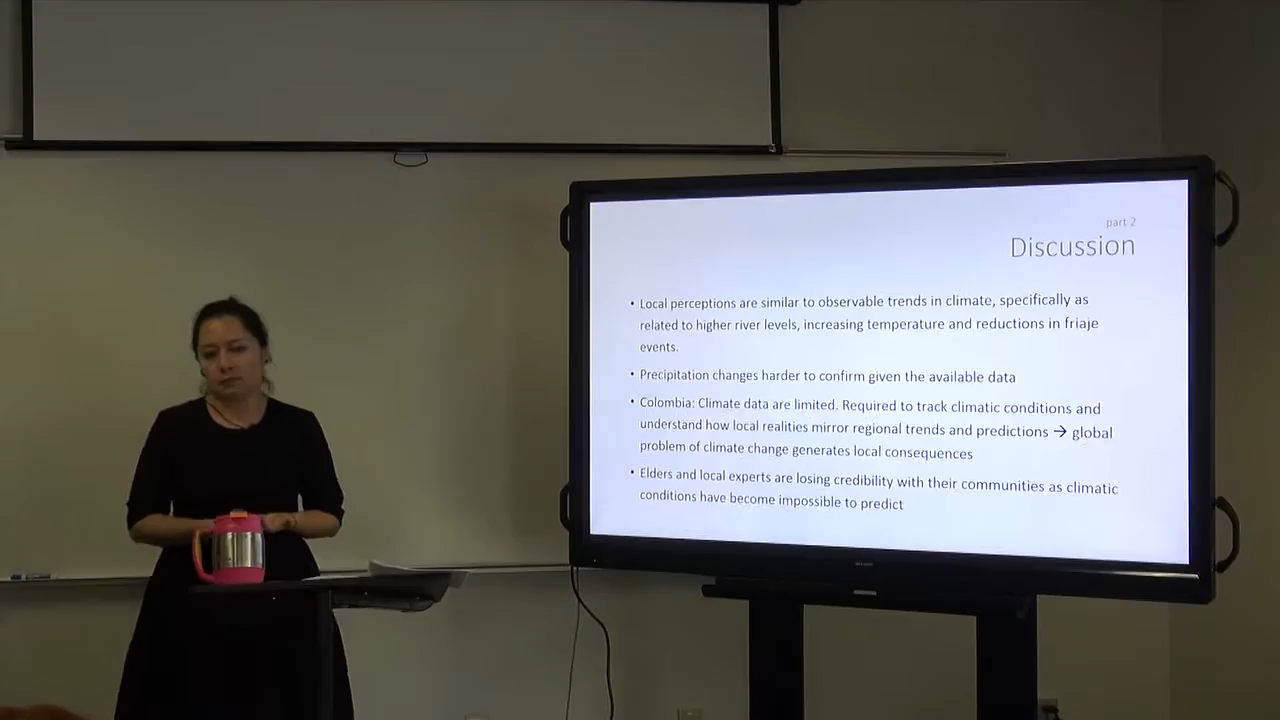 part 2
Discussion
• Local perceptions are similar to observable trends in climate, specifically as
related to higher river levels, increasing temperature and reductions in friaje
events.
• Precipitation changes harder to confirm given the available data
• Colombia: Climate data are limited. Required to track climatic conditions and
understand how local realities mirror regional trends and predictions → global
problem of climate change generates local consequences
• Elders and local experts are losing credibility with their communities as climatic
conditions have become impossible to predict